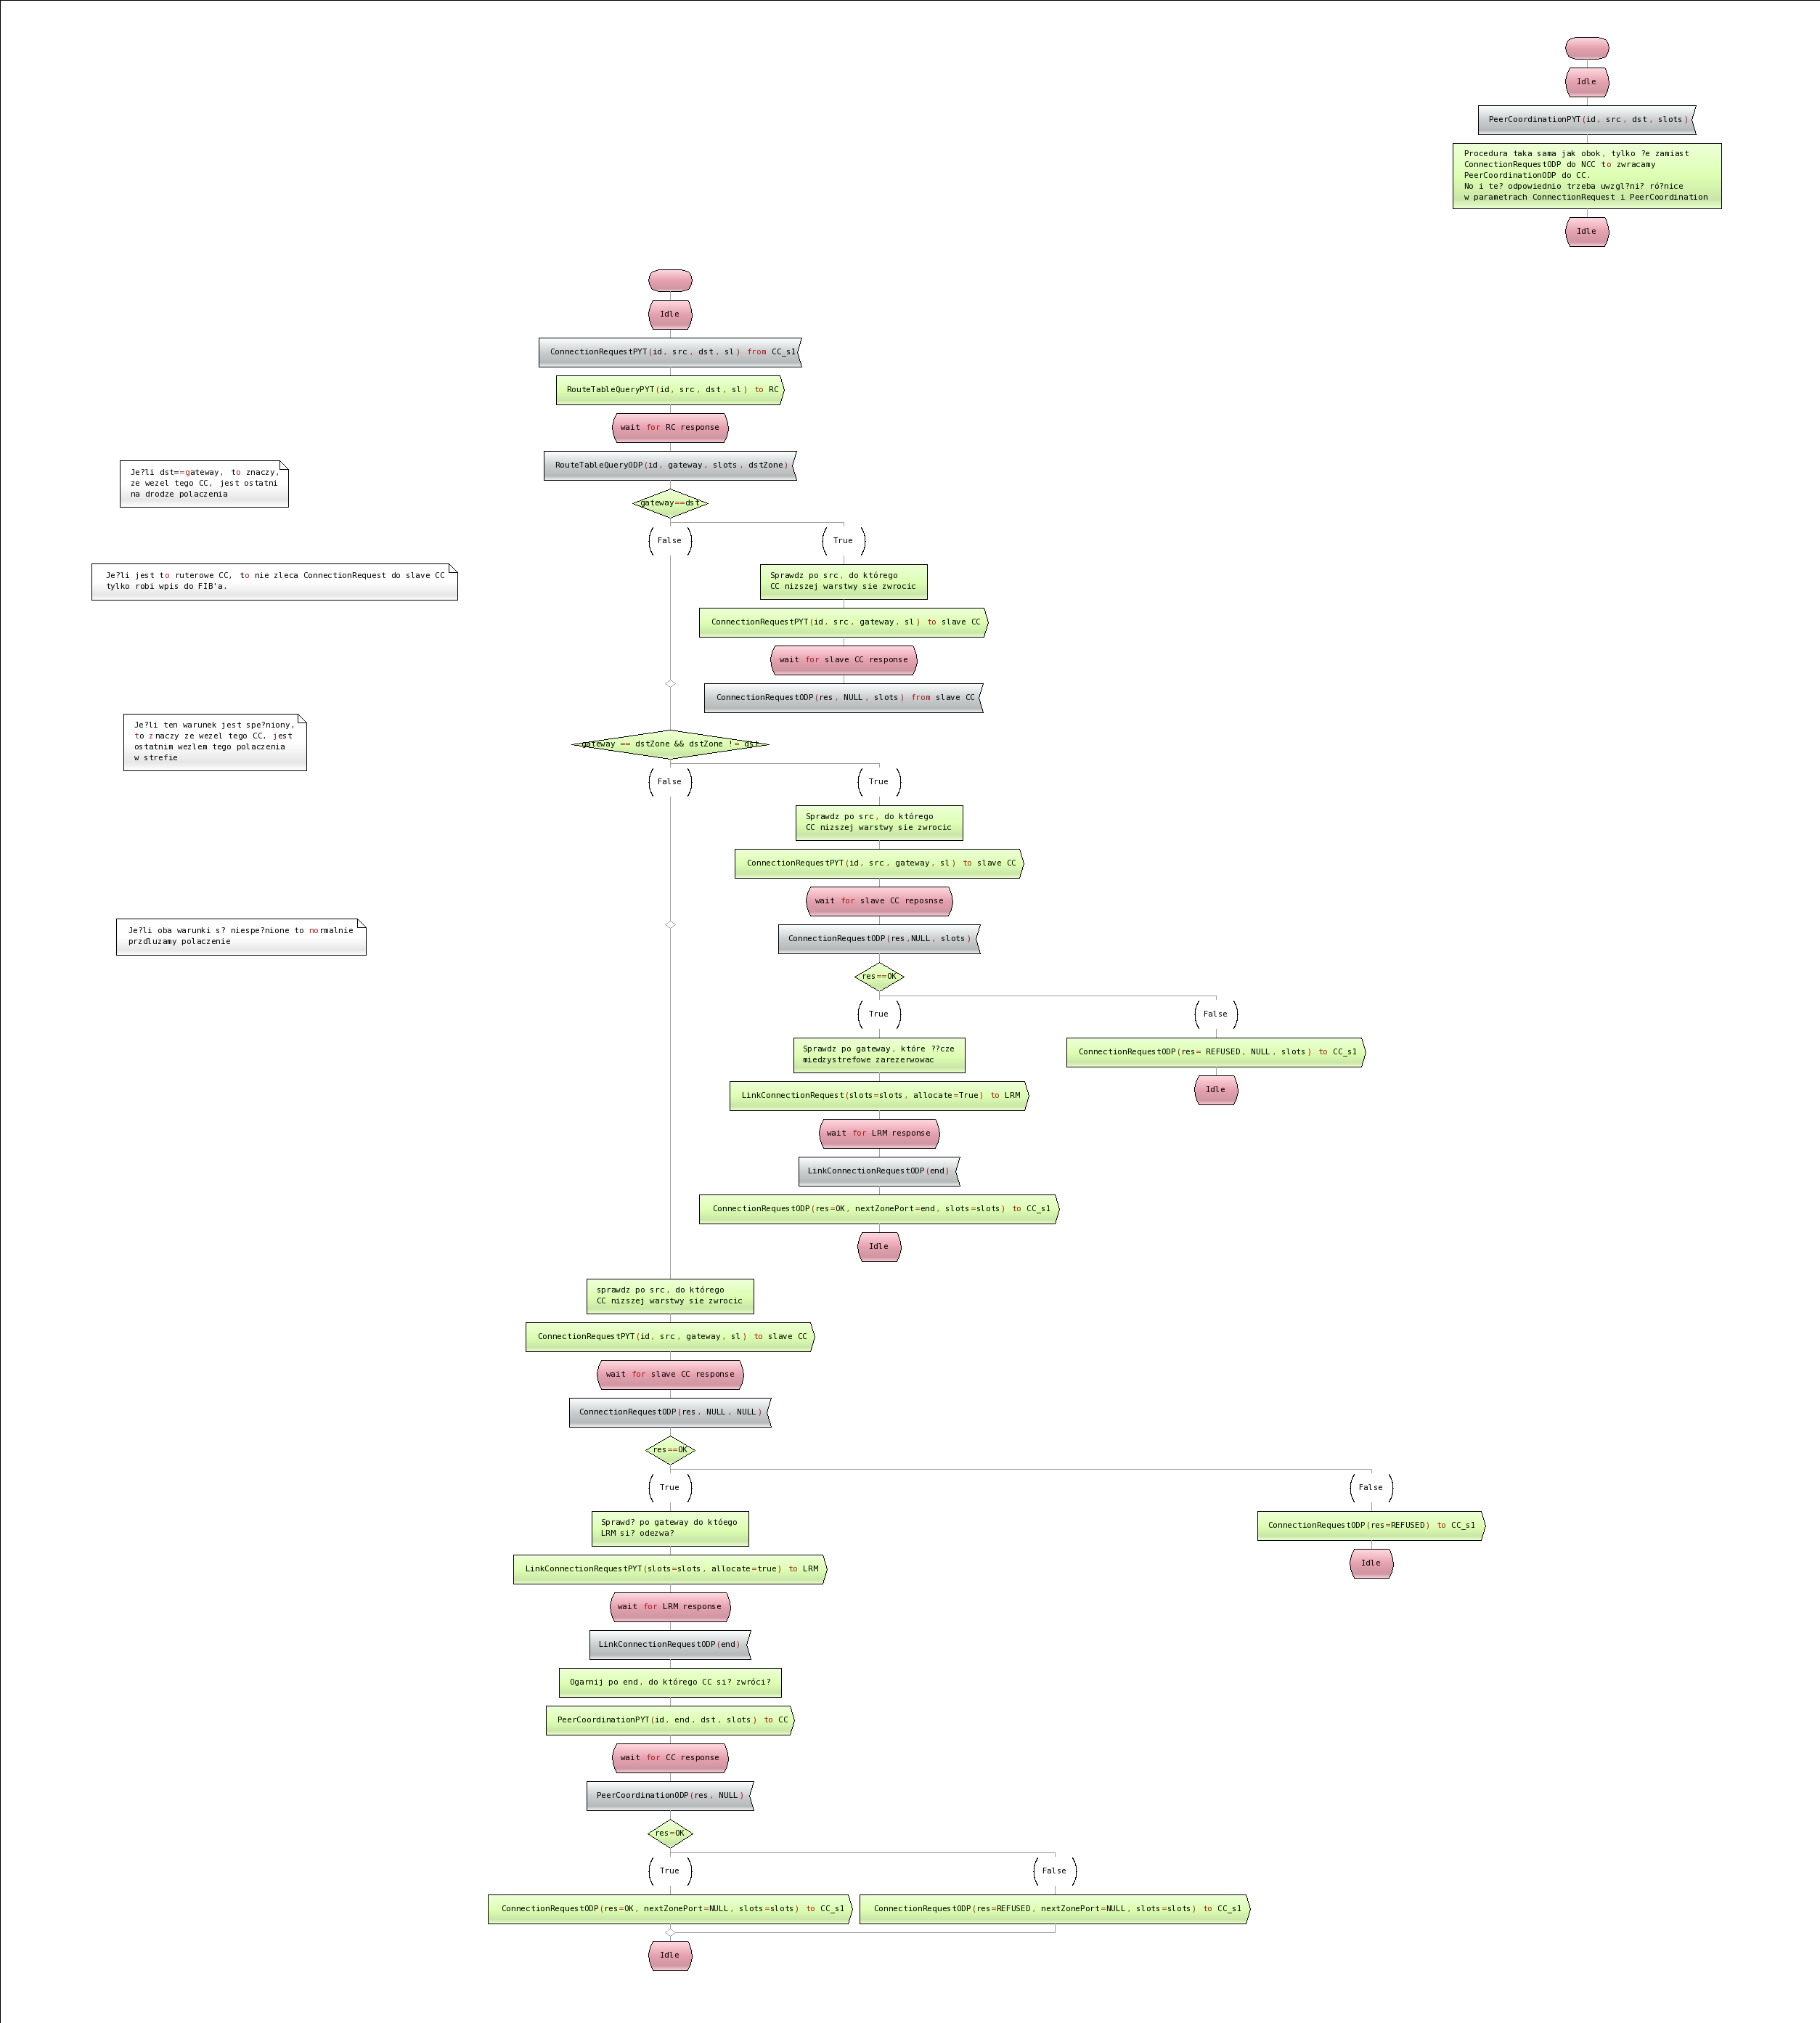 Idle
PeerCoordinationPYT(id, src, dst, slots)
Procedura taka sama jak obok, tylko ?e zamiast
ConnectionRequestODP do NCC to zwracamy
PeerCoordinationODP do CC.
No i te? odpowiednio trzeba uwzgl?ni? ró?nice
w parametrach ConnectionRequest i PeerCoordination
Idle
Idle
ConnectionRequestPYT(id, src, dst, sl) from CC_s1
RouteTableQueryPYT(id, src, dst, sl) to RC
wait for RC response
RouteTableQueryODP(id, gateway, slots, dstZone)
Je?li dst==gateway, to znaczy,
ze wezel tego CC, jest ostatni
na drodze polaczenia
gateway==dst
False
True
Je?li jest to ruterowe CC, to nie zleca ConnectionRequest do slave CC
tylko robi wpis do FIB'a.
Sprawdz po src, do którego
CC nizszej warstwy sie zwrocic
ConnectionRequestPYT(id, src, gateway, sl) to slave CC
wait for slave CC response
ConnectionRequestODP(res, NULL, slots) from slave CC
Je?li ten warunek jest spe?niony,
to znaczy ze wezel tego CC, jest
ostatnim wezlem tego polaczenia
w strefie
gateway == dstZone && dstZone != dst
False
True
Sprawdz po src, do którego
CC nizszej warstwy sie zwrocic
ConnectionRequestPYT(id, src, gateway, sl) to slave CC
wait for slave CC reposnse
Je?li oba warunki s? niespe?nione to normalnie
przdluzamy polaczenie
ConnectionRequestODP(res,NULL, slots)
res==OK
True
False
Sprawdz po gateway, które ??cze
miedzystrefowe zarezerwowac
ConnectionRequestODP(res= REFUSED, NULL, slots) to CC_s1
LinkConnectionRequest(slots=slots, allocate=True) to LRM
Idle
wait for LRM response
LinkConnectionRequestODP(end)
ConnectionRequestODP(res=OK, nextZonePort=end, slots=slots) to CC_s1
Idle
sprawdz po src, do którego
CC nizszej warstwy sie zwrocic
ConnectionRequestPYT(id, src, gateway, sl) to slave CC
wait for slave CC response
ConnectionRequestODP(res, NULL, NULL)
res==OK
True
False
Sprawd? po gateway do któego
LRM si? odezwa?
ConnectionRequestODP(res=REFUSED) to CC_s1
LinkConnectionRequestPYT(slots=slots, allocate=true) to LRM
Idle
wait for LRM response
LinkConnectionRequestODP(end)
Ogarnij po end, do którego CC si? zwróci?
PeerCoordinationPYT(id, end, dst, slots) to CC
wait for CC response
PeerCoordinationODP(res, NULL)
res=OK
True
False
ConnectionRequestODP(res=OK, nextZonePort=NULL, slots=slots) to CC_s1
ConnectionRequestODP(res=REFUSED, nextZonePort=NULL, slots=slots) to CC_s1
Idle